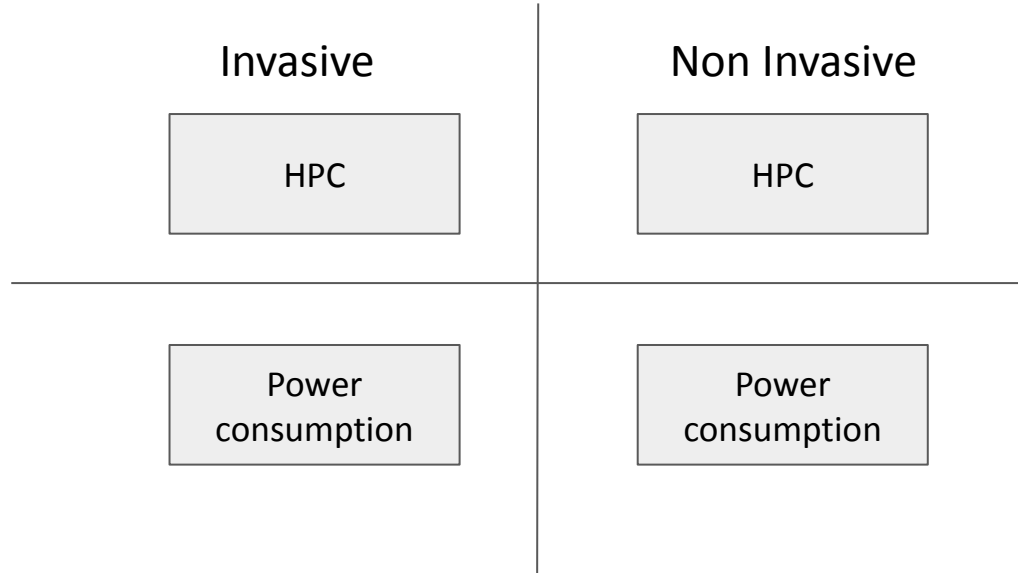 Invasive
Non Invasive
HPC
HPC
Power
consumption
Power
consumption